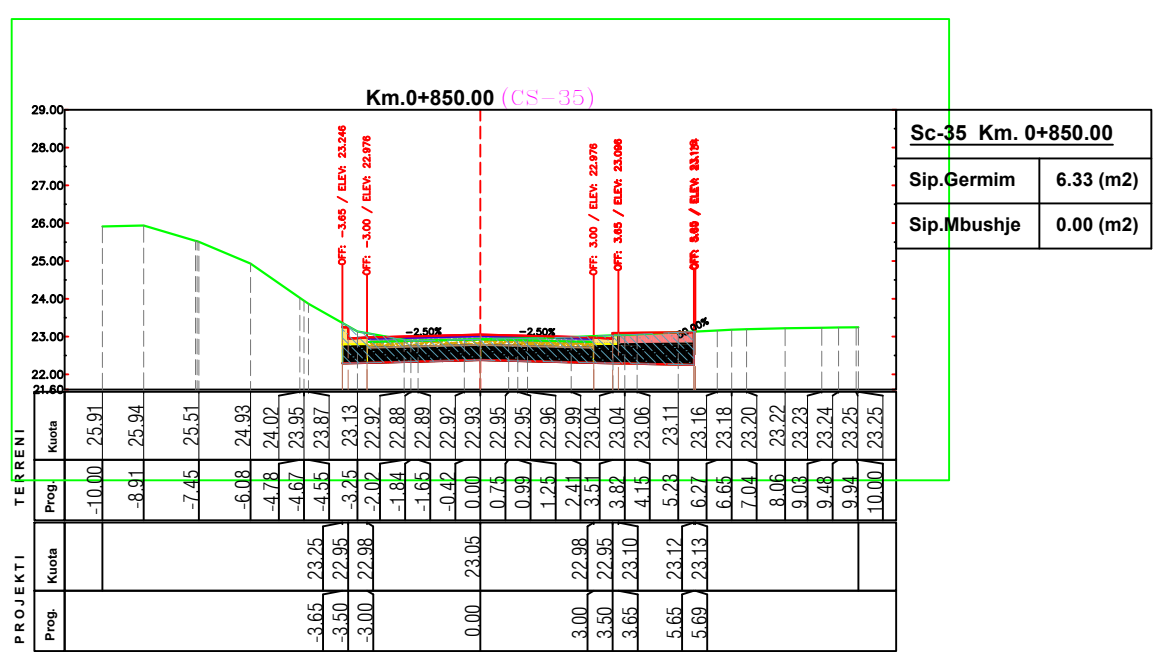 Km.0+850.00 (CS-35)
29.00
28.00
27.00
26.00
25.00
24.00
23.00
22.00
21.60
OFF: -3.65 / ELEV: 23.246
OFF: -3.00 / ELEV: 22.976
OFF: 3.00 / ELEV: 22.976
OFF: 3.65 / ELEV: 23.096
-2.50%
-2.50%
Sc-35 Km. 0+850.00
Sip.Germim 6.33 (m2)
Sip.Mbushje 0.00 (m2)
TERRENI
Kuota 25.91 25.94 25.51 24.93 24.02 23.95 23.87 23.13 22.92 22.88 22.89 22.92 22.93 22.95 22.95 22.96 22.99 23.04 23.04 23.06 23.11 23.16 23.18 23.20 23.22 23.23 23.24 23.25 23.25
Prog. -10.00 -8.91 -7.45 -6.08 -4.78 -4.67 -4.55 -3.25 -2.02 -1.84 -1.65 -0.42 0.00 0.75 0.99 1.25 2.41 3.51 3.82 4.15 5.23 6.27 6.65 7.04 8.06 9.03 9.48 9.94 10.00
PROJEKTI
Kuota 23.25 22.95 22.98 23.05 22.98 22.95 23.10 23.12 23.13
Prog. -3.65 -3.50 -3.00 0.00 3.00 3.50 3.65 5.65 5.69